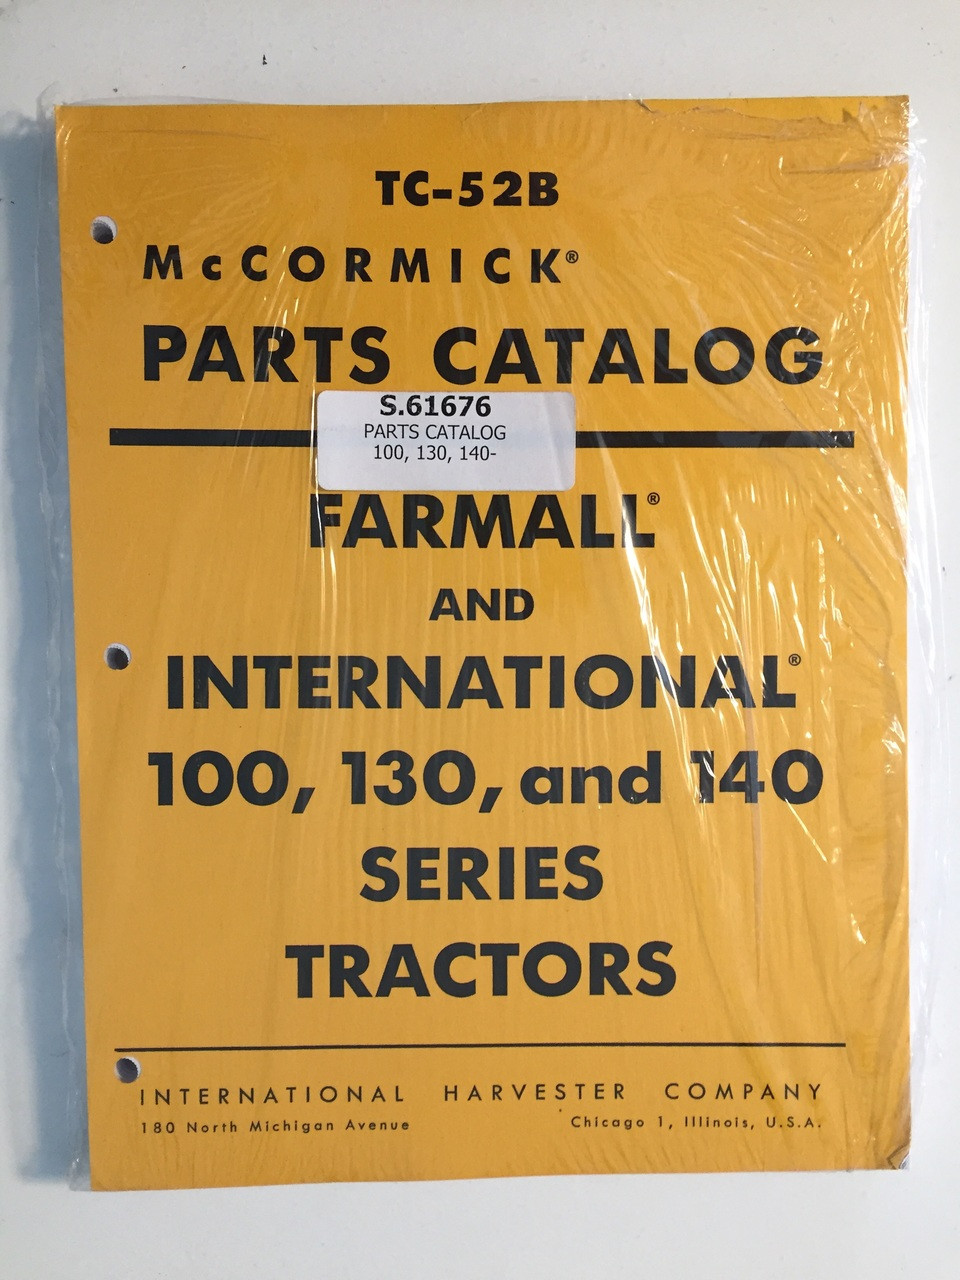 TC-52B
McCORMICK®
PARTS CATALOG
S.61676
PARTS CATALOG
100, 130, 140-
FARMALL®
AND
INTERNATIONAL®
100, 130, and 140
SERIES
TRACTORS
INTERNATIONAL HARVESTER COMPANY
180 North Michigan Avenue Chicago 1, Illinois, U.S.A.